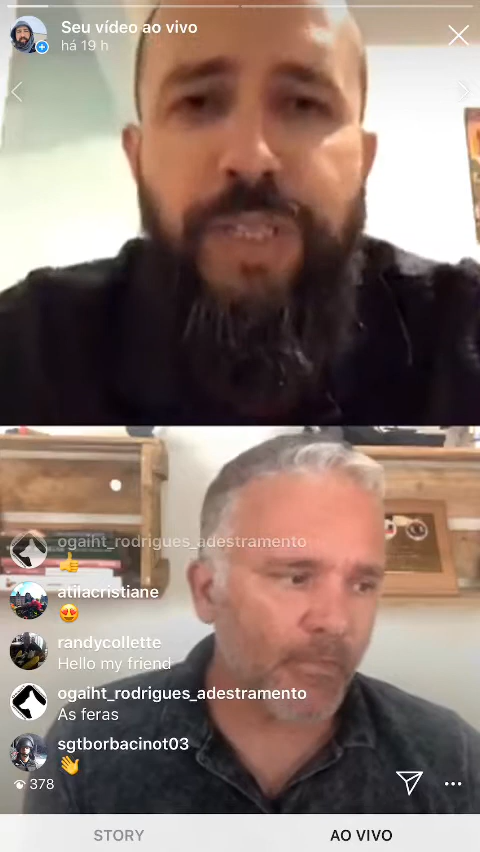 Seu vídeo ao vivo
há 19 h
ogaiht_rodrigues_adestramento
👍
atilacristiane
😍
randycollette
Hello my friend
ogaiht_rodrigues_adestramento
As feras
sgtborbacinot03
👋
378
STORY
AO VIVO